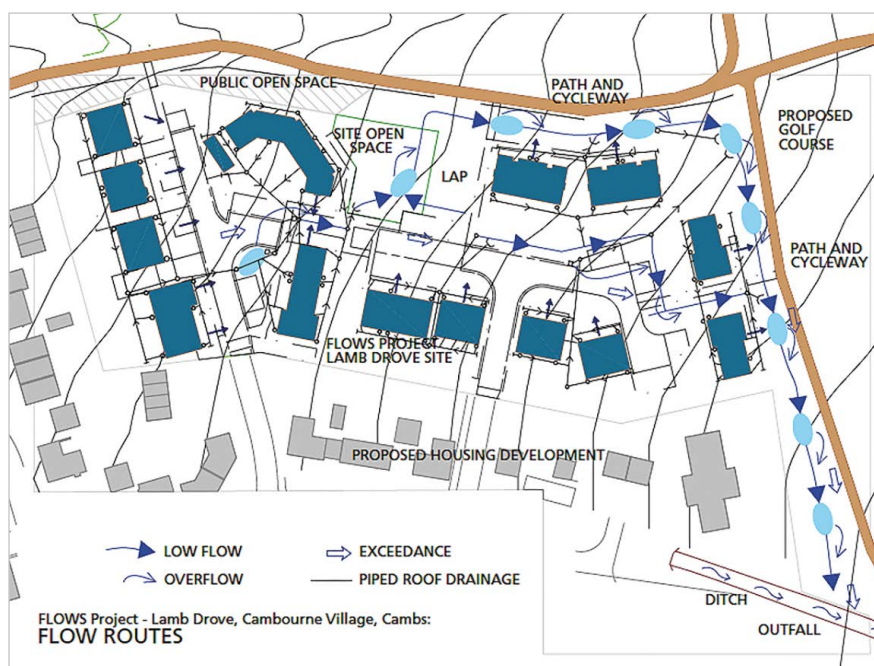 PUBLIC OPEN SPACE
PATH AND
CYCLEWAY
SITE OPEN
SPACE
PROPOSED
GOLF
COURSE
LAP
PATH AND
CYCLEWAY
FLOWS PROJECT
LAMB DROVE SITE
PROPOSED HOUSING DEVELOPMENT
LOW FLOW
EXCEEDANCE
OVERFLOW
PIPED ROOF DRAINAGE
DITCH
OUTFALL
FLOWS Project - Lamb Drove, Cambourne Village, Cambs:
FLOW ROUTES